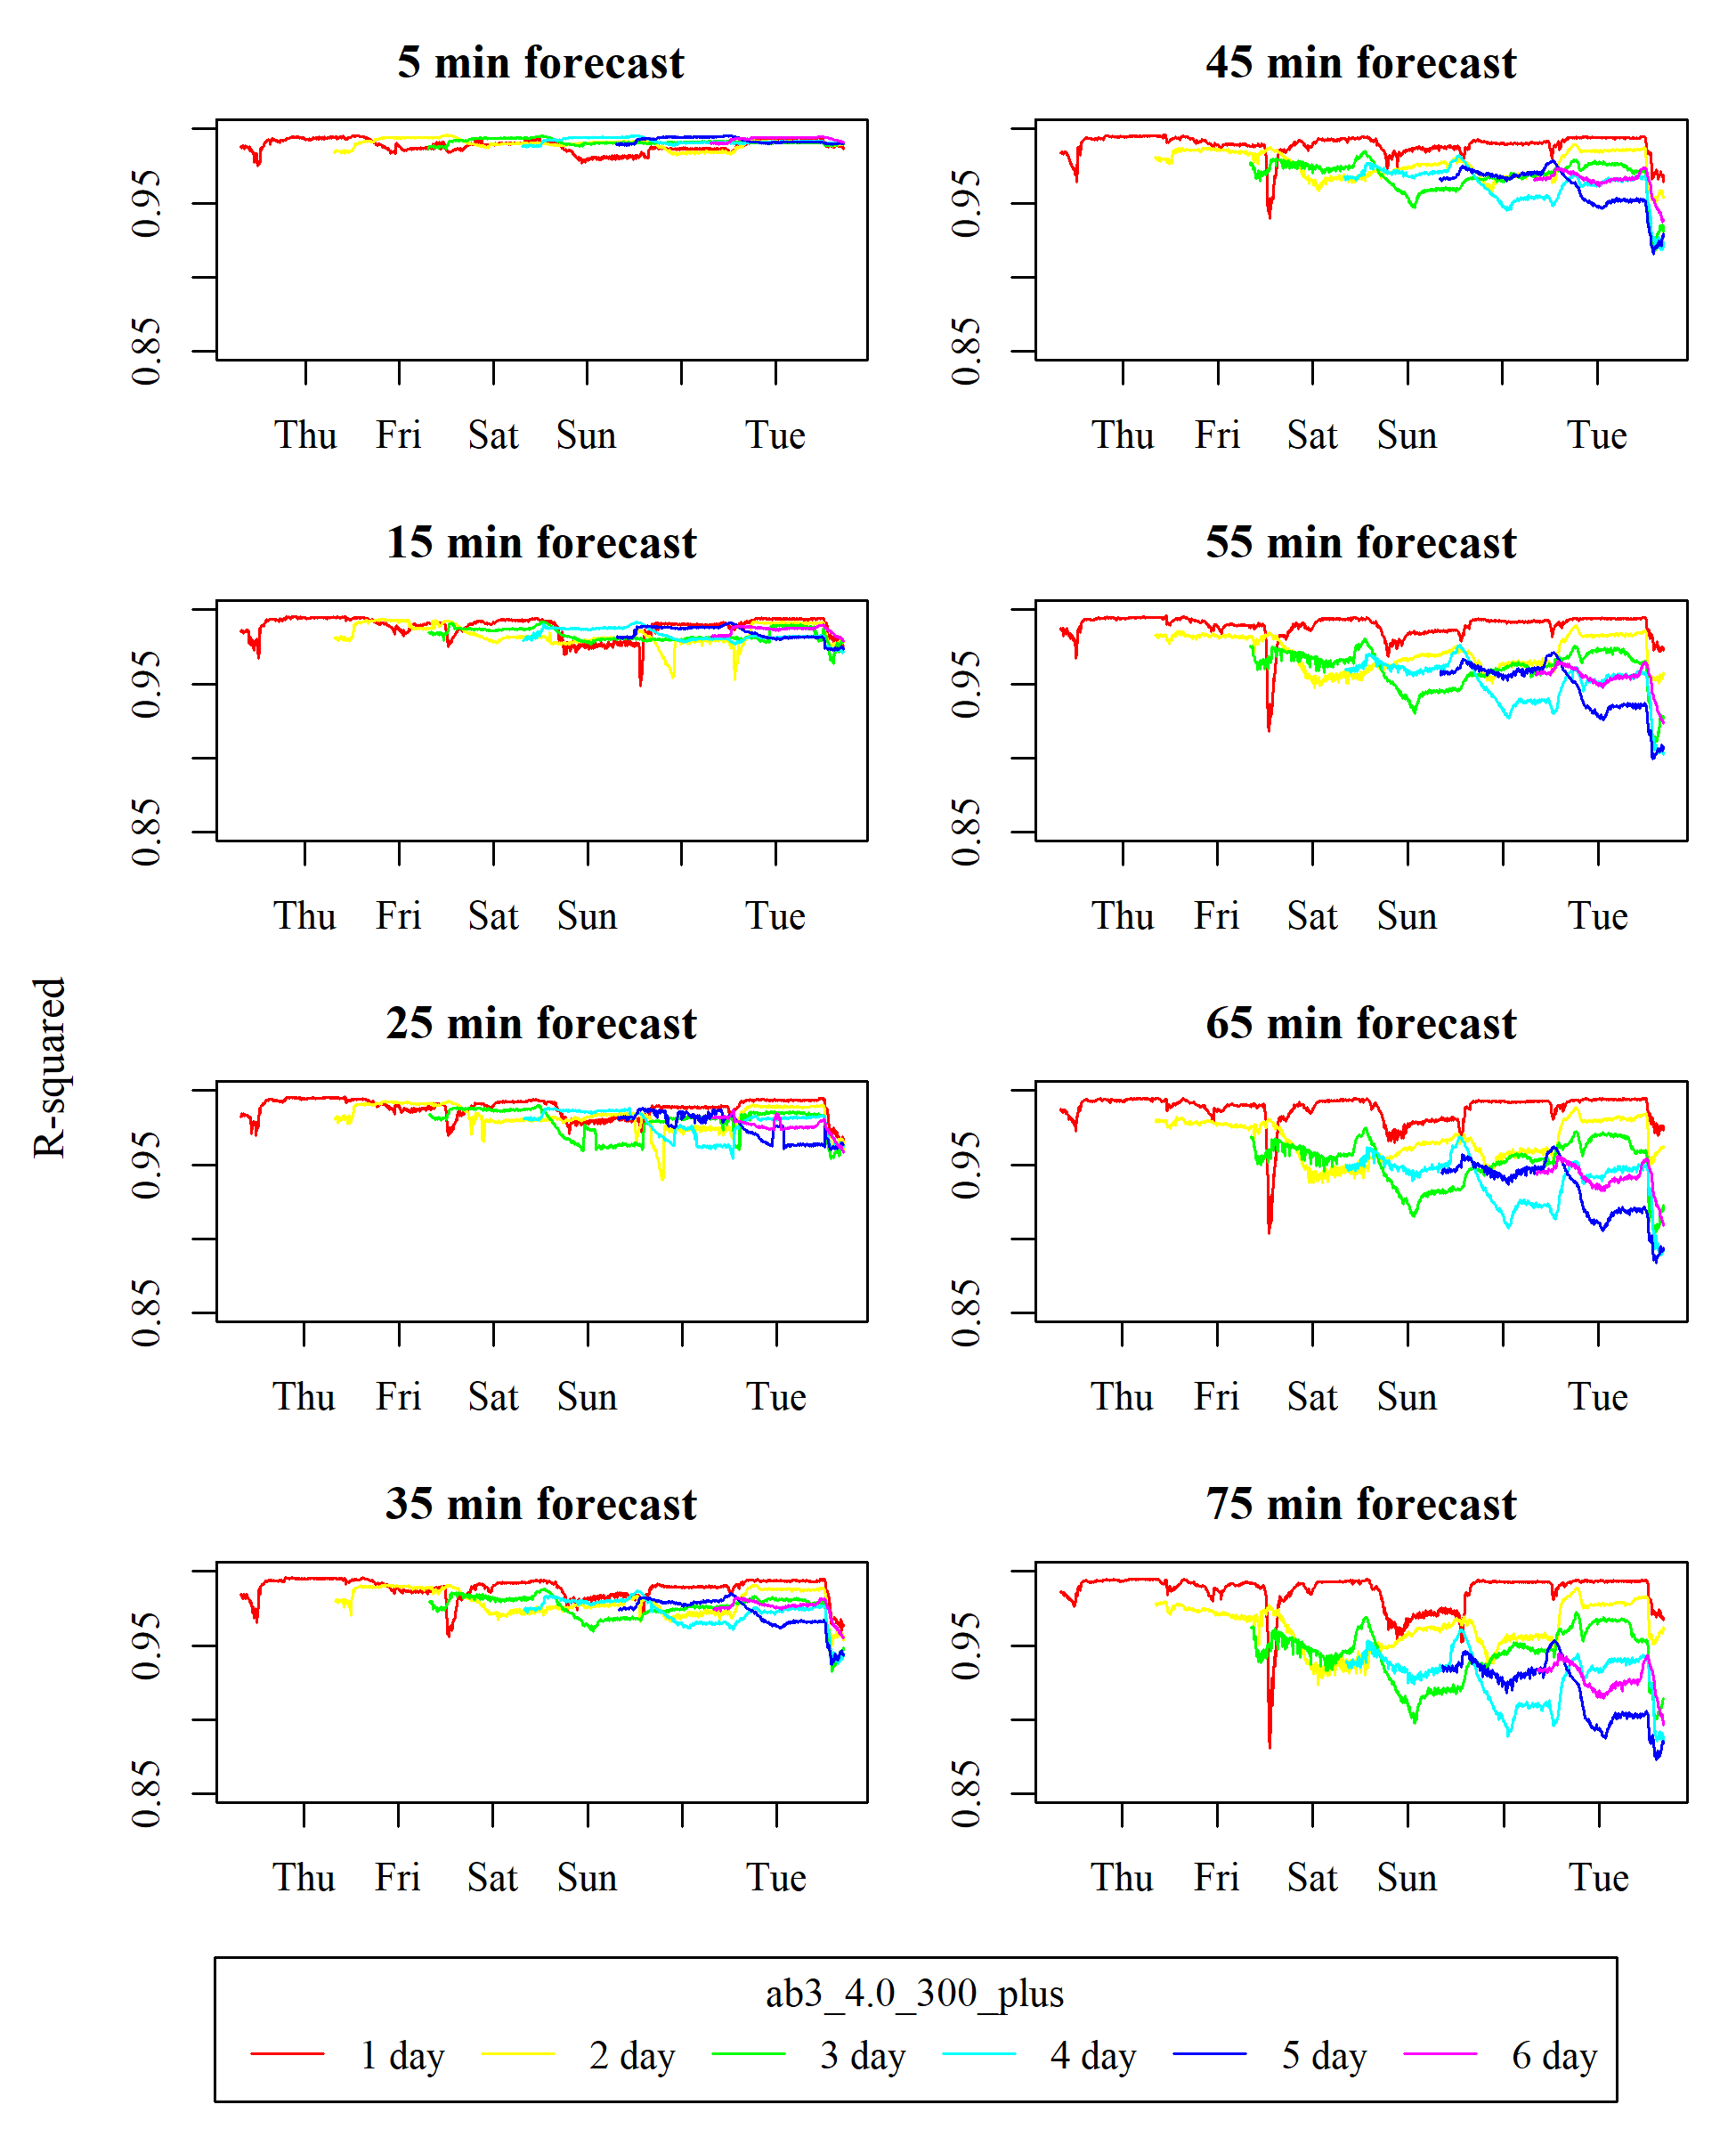 5 min forecast
0.95
0.85
Thu Fri Sat Sun Tue
45 min forecast
0.95
0.85
Thu Fri Sat Sun Tue
15 min forecast
0.95
0.85
Thu Fri Sat Sun Tue
55 min forecast
0.95
0.85
Thu Fri Sat Sun Tue
R-squared
25 min forecast
0.95
0.85
Thu Fri Sat Sun Tue
65 min forecast
0.95
0.85
Thu Fri Sat Sun Tue
35 min forecast
0.95
0.85
Thu Fri Sat Sun Tue
75 min forecast
0.95
0.85
Thu Fri Sat Sun Tue
ab3_4.0_300_plus
1 day 2 day 3 day 4 day 5 day 6 day